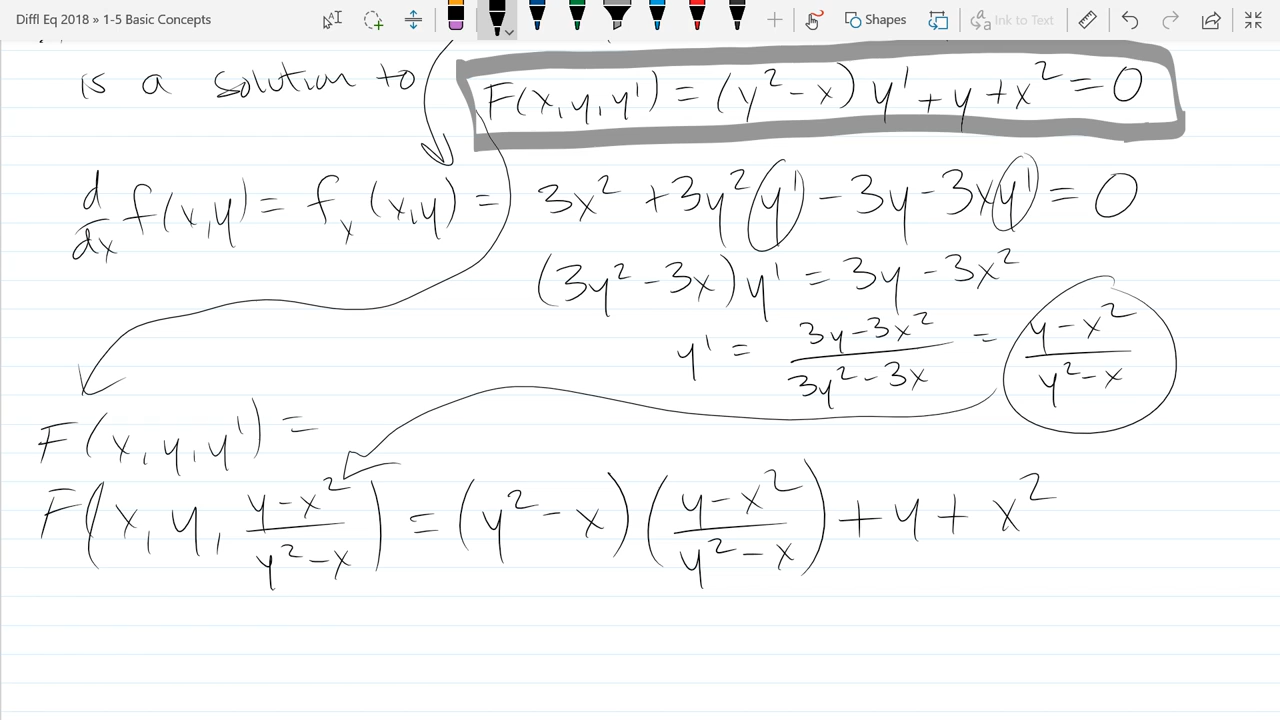 Diffl Eq 2018 » 1-5 Basic Concepts
Shapes
Ink to Text
is a solution to F(x,y,y') = (y² - x) y' + y + x² = 0
d/dx f(x,y) = fₓ(x,y) = 3x² + 3y² y' - 3y - 3xy' = 0
(3y² - 3x) y' = 3y - 3x²
y' = (3y - 3x²)/(3y² - 3x) = (y - x²)/(y² - x)
F(x, y, y') =
F(x, y, (y - x²)/(y² - x)) = (y² - x)((y - x²)/(y² - x)) + y + x²